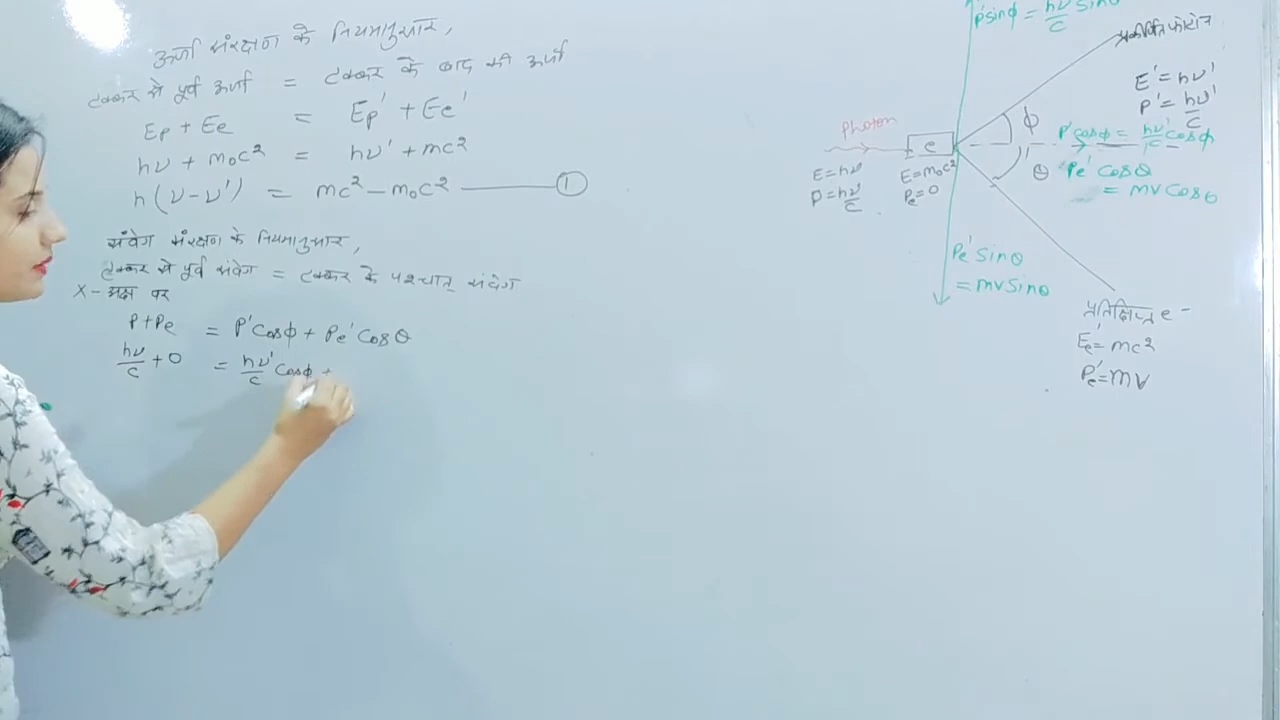 ऊर्जा संरक्षण के नियमानुसार,
टक्कर से पूर्व ऊर्जा = टक्कर के बाद की ऊर्जा
Ep + Ee = Ep' + Ee'
hν + m₀c² = hν' + mc²
h(ν-ν') = mc² - m₀c² ——— ①
संवेग संरक्षण के नियमानुसार,
टक्कर से पूर्व संवेग = टक्कर के पश्चात् संवेग
X-अक्ष पर
P+Pe = P'Cosϕ + Pe'Cosθ
hν/c + 0 = hν'/c Cosϕ +
P'sinϕ = hν'/c Sinθ
प्रकीर्णित फोटोन
E' = hν'
P' = hν'/c
Photon
e
ϕ
P'cosϕ = hν'/c cosϕ
θ
Pe' Cosθ
= mvCosθ
E=hν
P=hν/c
E=m₀c²
Pe=0
Pe' Sinθ
= mvSinθ
प्रतिक्षिप्त e-
Ee' = mc²
Pe' = mv